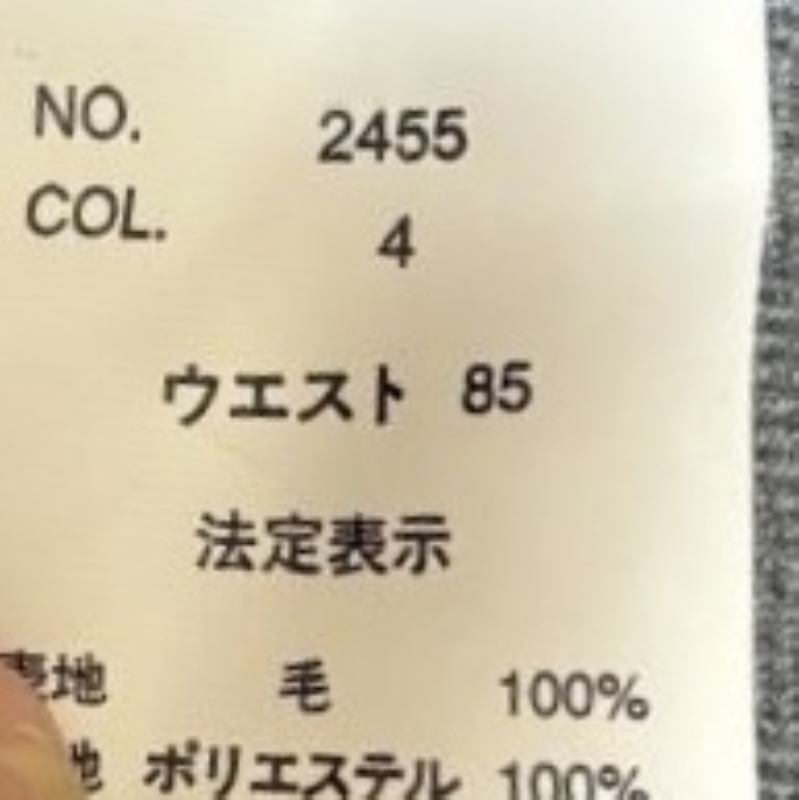 NO. 2455
COL. 4
ウエスト 85
法定表示
表地 毛 100%
地 ポリエステル 100%